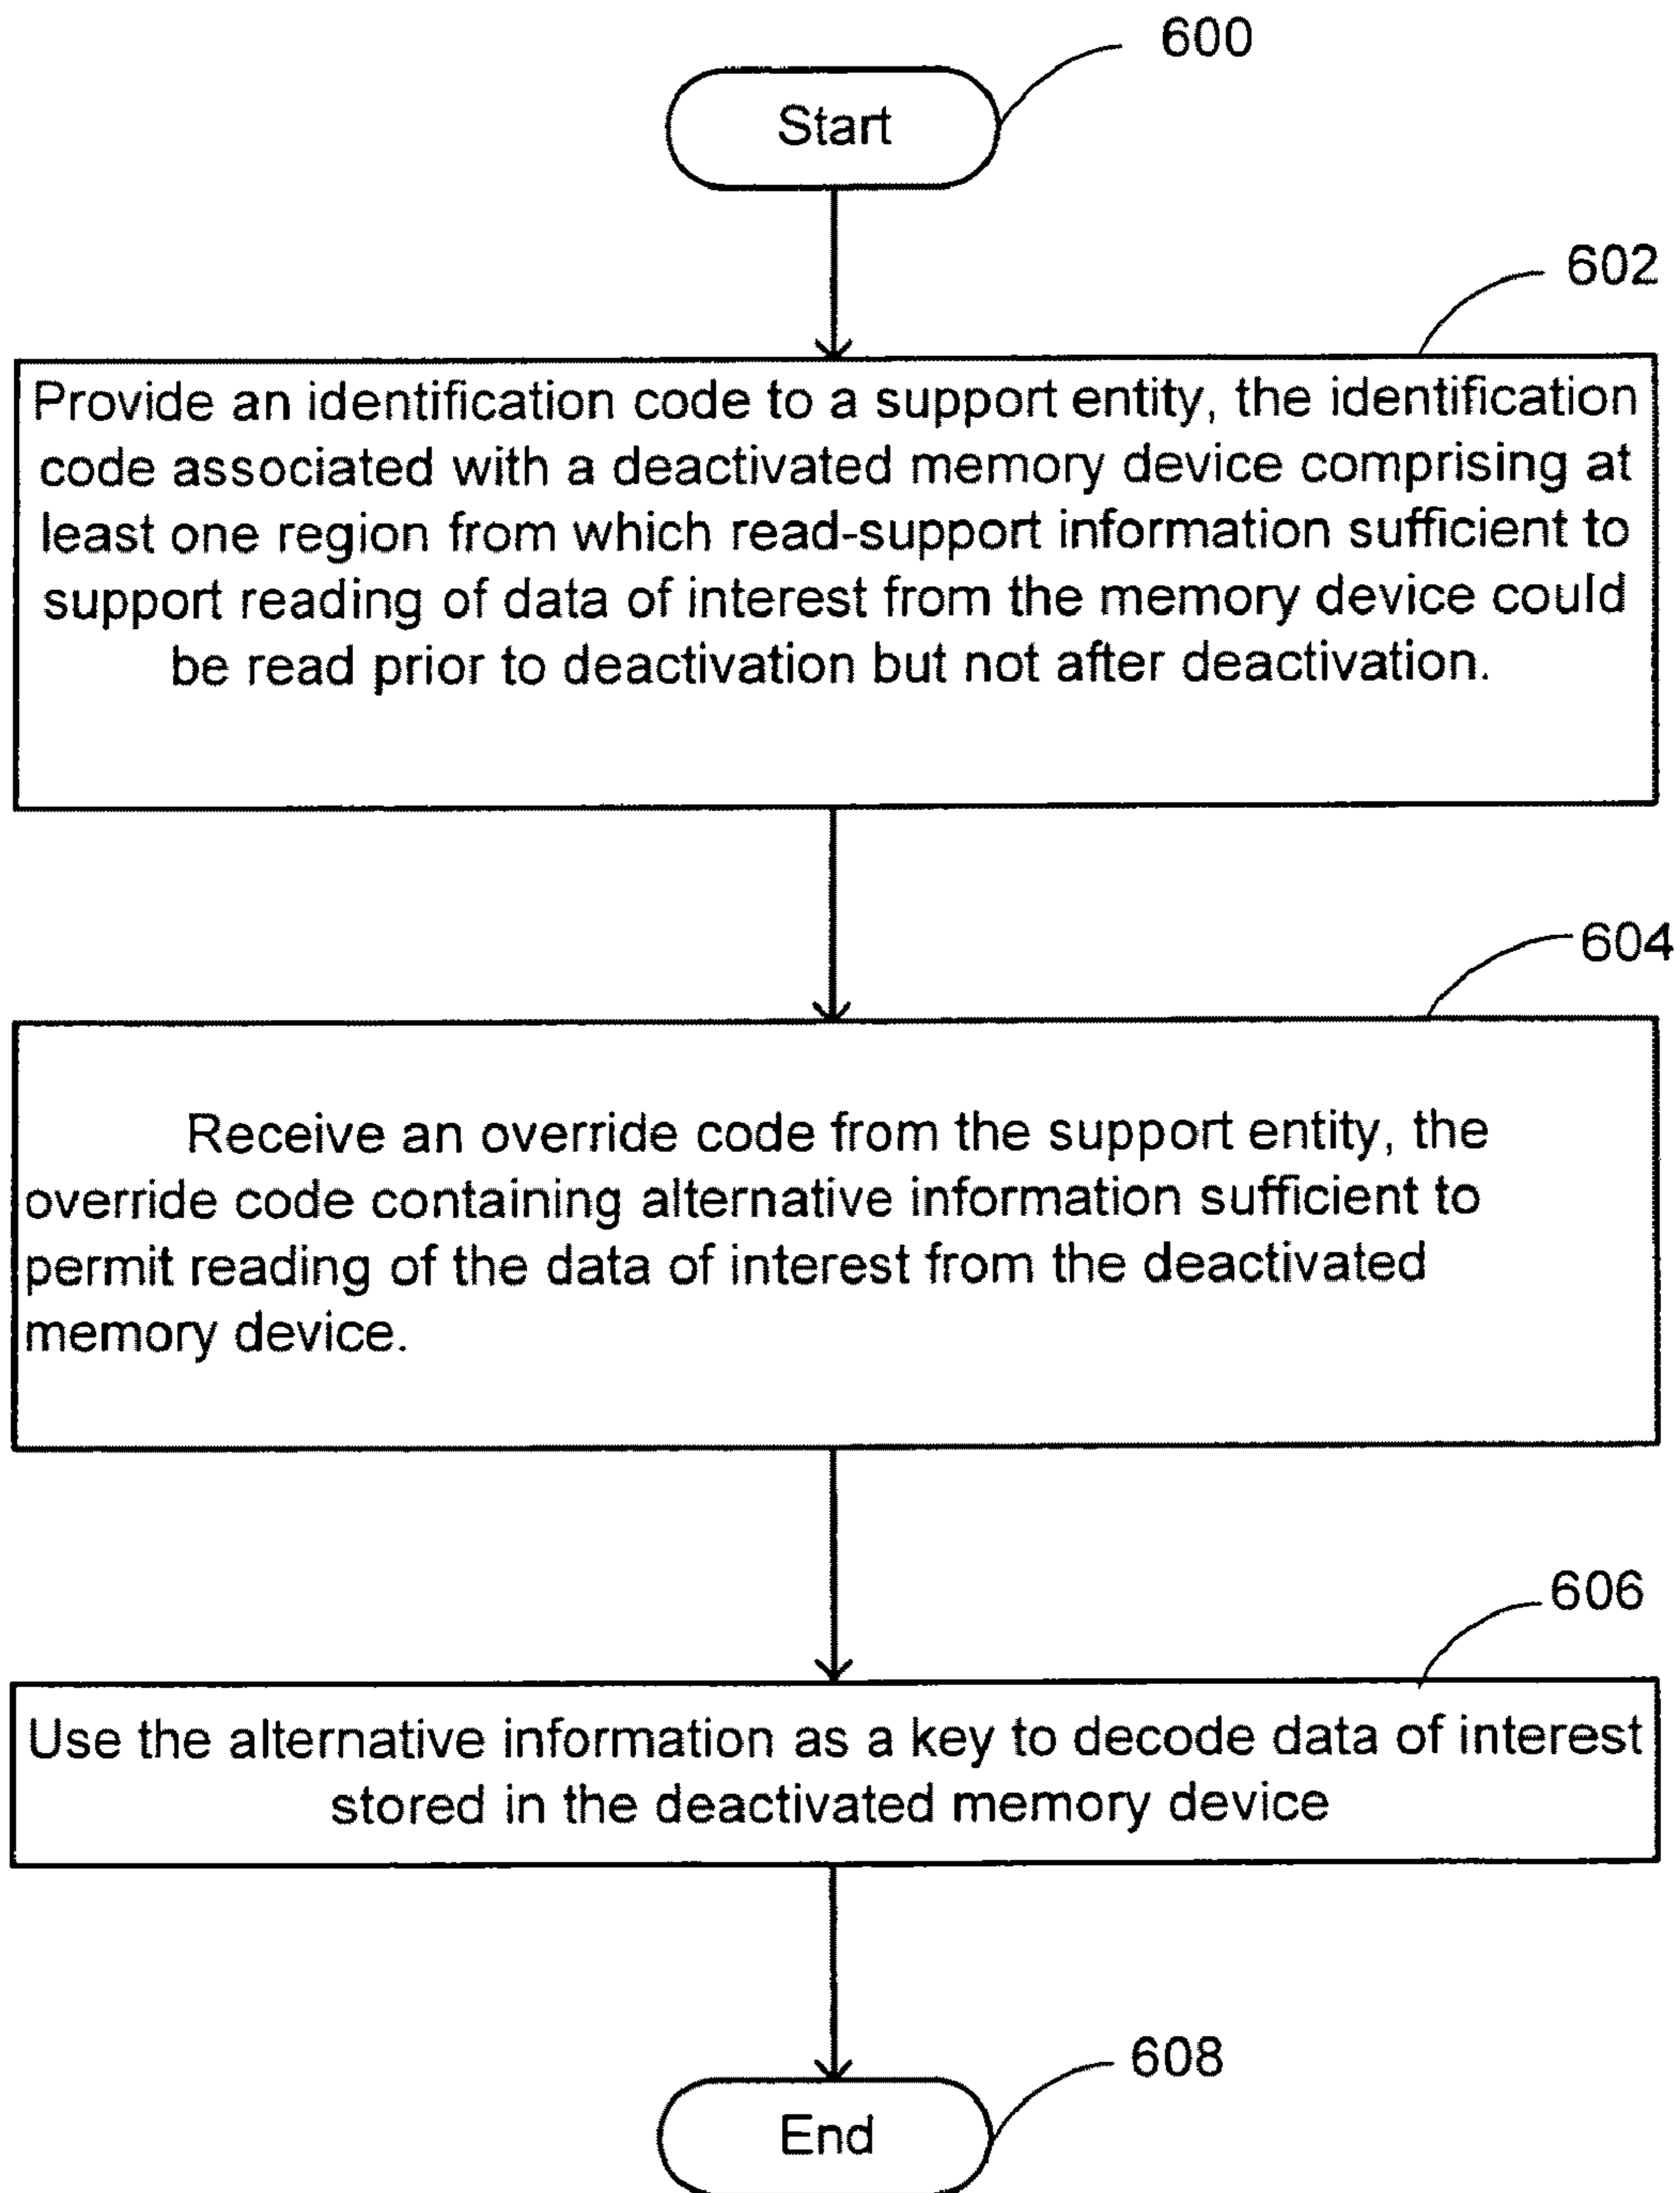 600
Start
602
Provide an identification code to a support entity, the identification
code associated with a deactivated memory device comprising at
least one region from which read-support information sufficient to
support reading of data of interest from the memory device could
be read prior to deactivation but not after deactivation.
604
Receive an override code from the support entity, the
override code containing alternative information sufficient to
permit reading of the data of interest from the deactivated
memory device.
606
Use the alternative information as a key to decode data of interest
stored in the deactivated memory device
608
End